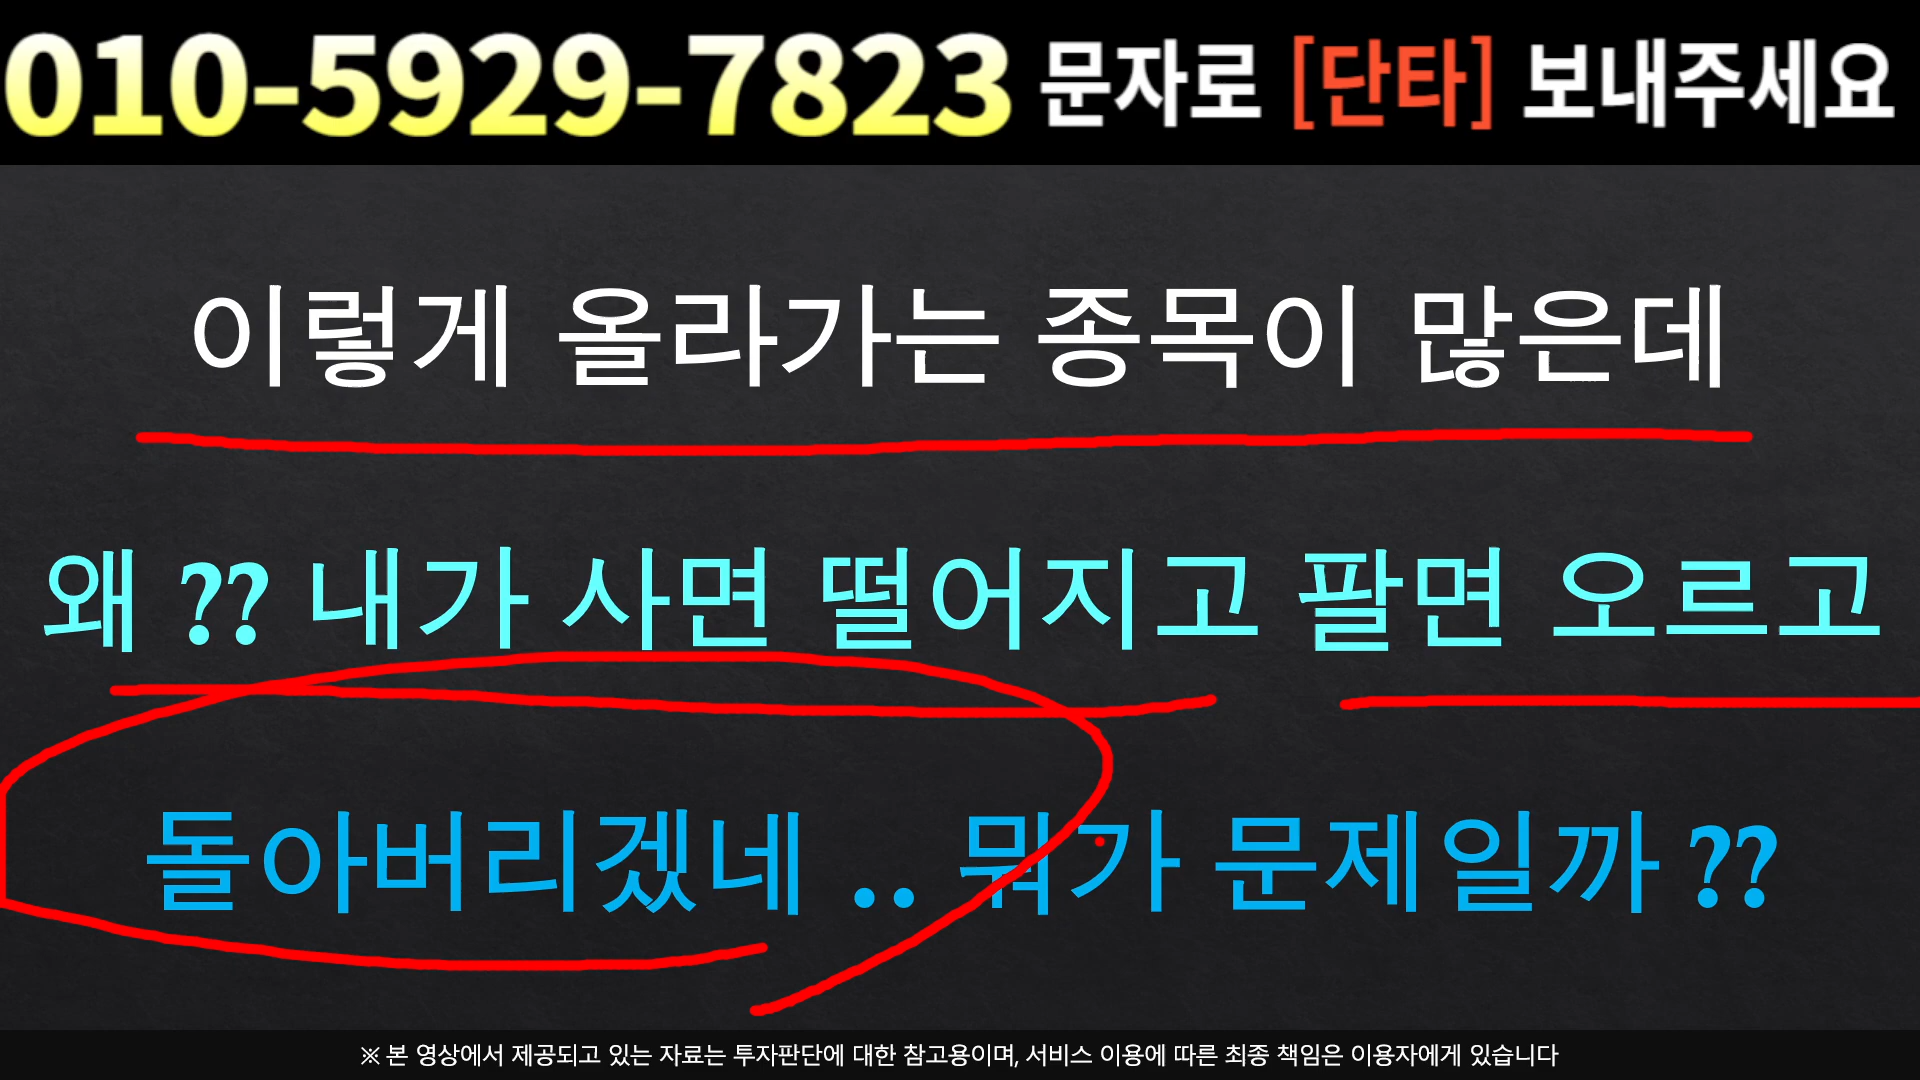 010-5929-7823 문자로 [단타] 보내주세요
이렇게 올라가는 종목이 많은데
왜 ?? 내가 사면 떨어지고 팔면 오르고
돌아버리겠네 .. 뭐가 문제일까 ??
※ 본 영상에서 제공되고 있는 자료는 투자판단에 대한 참고용이며, 서비스 이용에 따른 최종 책임은 이용자에게 있습니다